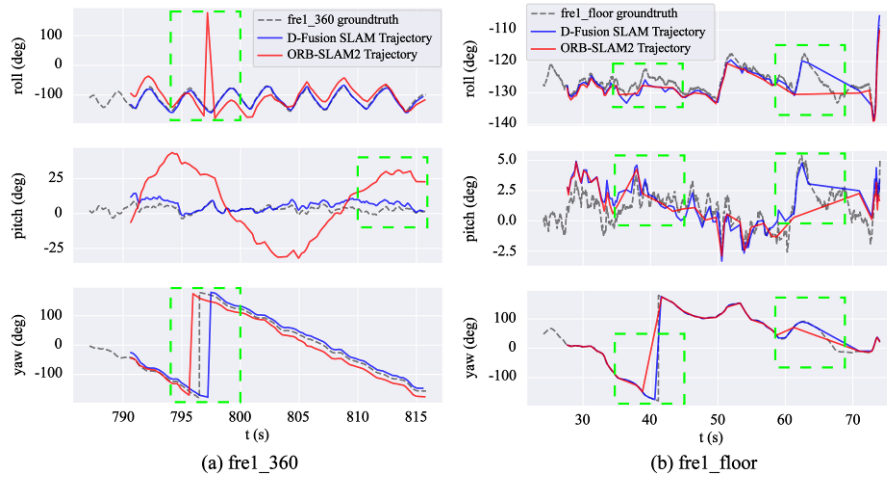 fre1_360 groundtruth
D-Fusion SLAM Trajectory
ORB-SLAM2 Trajectory
roll (deg)
100
0
-100
pitch (deg)
25
0
-25
yaw (deg)
100
0
-100
790
795
800
805
810
815
t (s)
(a) fre1_360
fre1_floor groundtruth
D-Fusion SLAM Trajectory
ORB-SLAM2 Trajectory
roll (deg)
-110
-120
-130
-140
pitch (deg)
5.0
2.5
0.0
-2.5
yaw (deg)
100
0
-100
30
40
50
60
70
t (s)
(b) fre1_floor